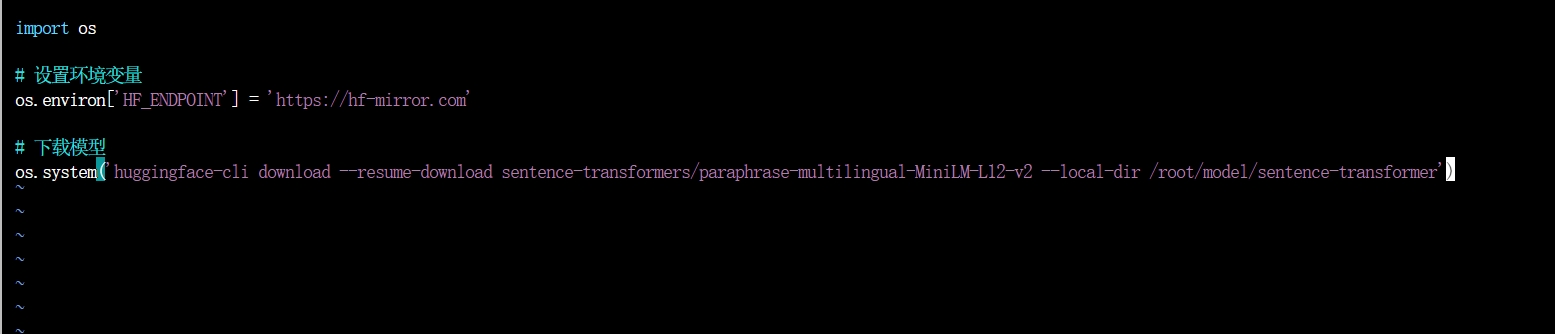 import os
# 设置环境变量
os.environ['HF_ENDPOINT'] = 'https://hf-mirror.com'
# 下载模型
os.system('huggingface-cli download --resume-download sentence-transformers/paraphrase-multilingual-MiniLM-L12-v2 --local-dir /root/model/sentence-transformer')
~
~
~
~
~
~
~